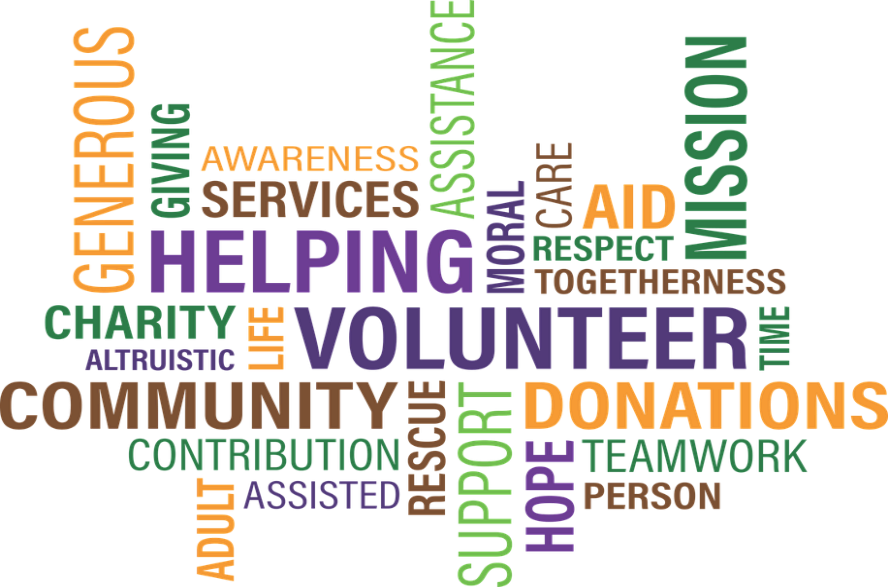 GENEROUS
GIVING
AWARENESS
SERVICES
HELPING
ASSISTANCE
MORAL
CARE
AID
RESPECT
TOGETHERNESS
MISSION
CHARITY
ALTRUISTIC
LIFE
VOLUNTEER
TIME
COMMUNITY
CONTRIBUTION
ADULT
ASSISTED
RESCUE
SUPPORT
DONATIONS
HOPE
TEAMWORK
PERSON